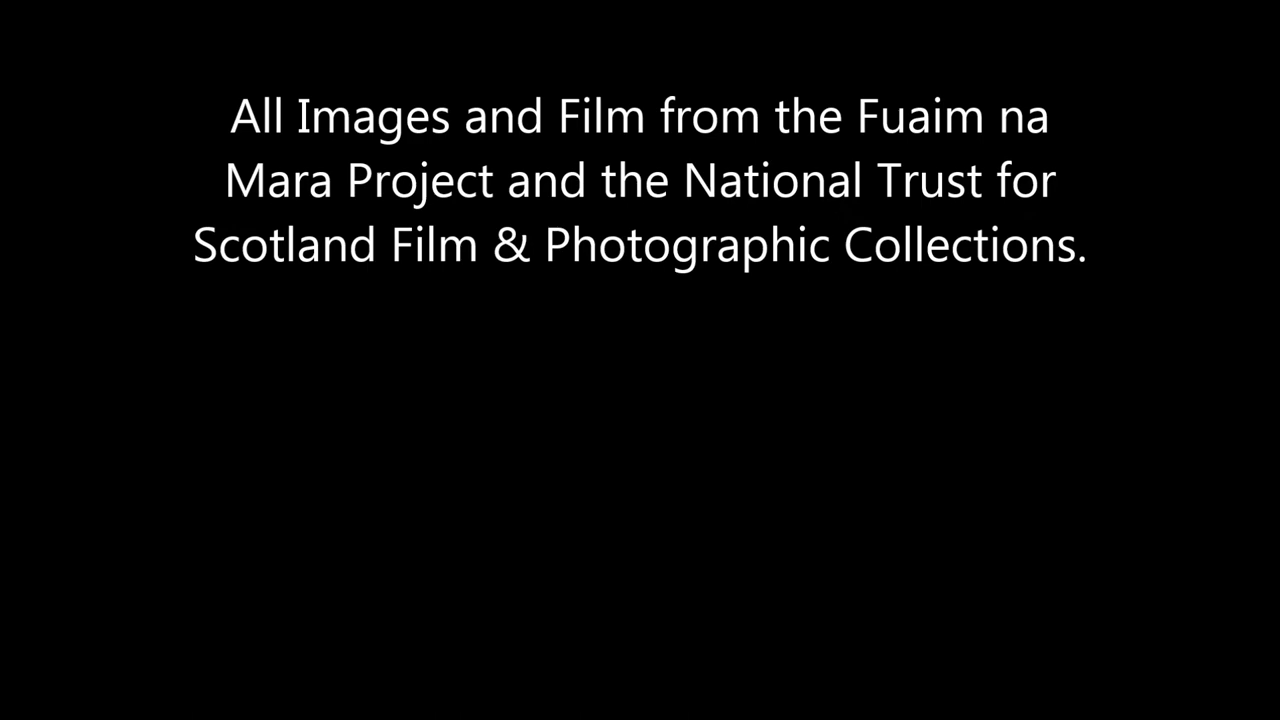 All Images and Film from the Fuaim na
Mara Project and the National Trust for
Scotland Film & Photographic Collections.